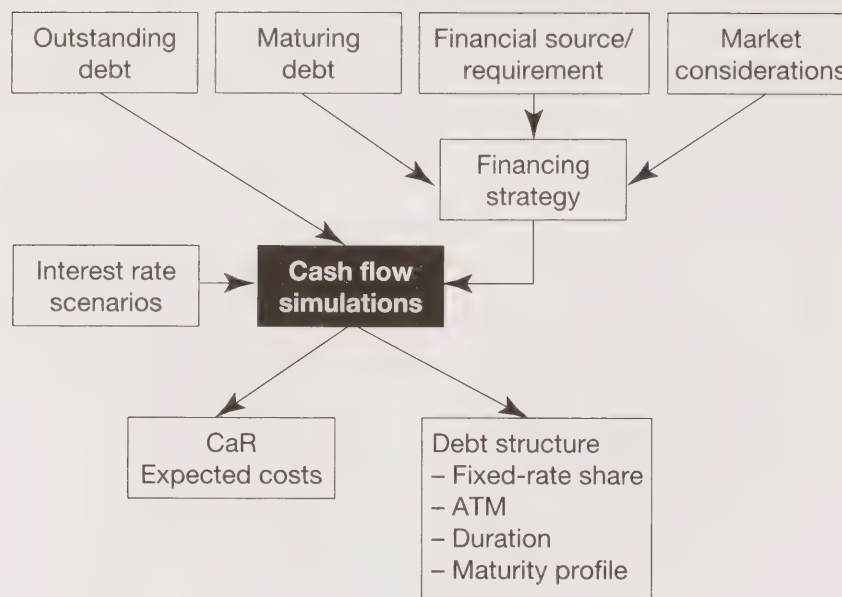 Outstanding
debt
Maturing
debt
Financial source/
requirement
Market
considerations
Financing
strategy
Interest rate
scenarios
Cash flow
simulations
CaR
Expected costs
Debt structure
– Fixed-rate share
– ATM
– Duration
– Maturity profile